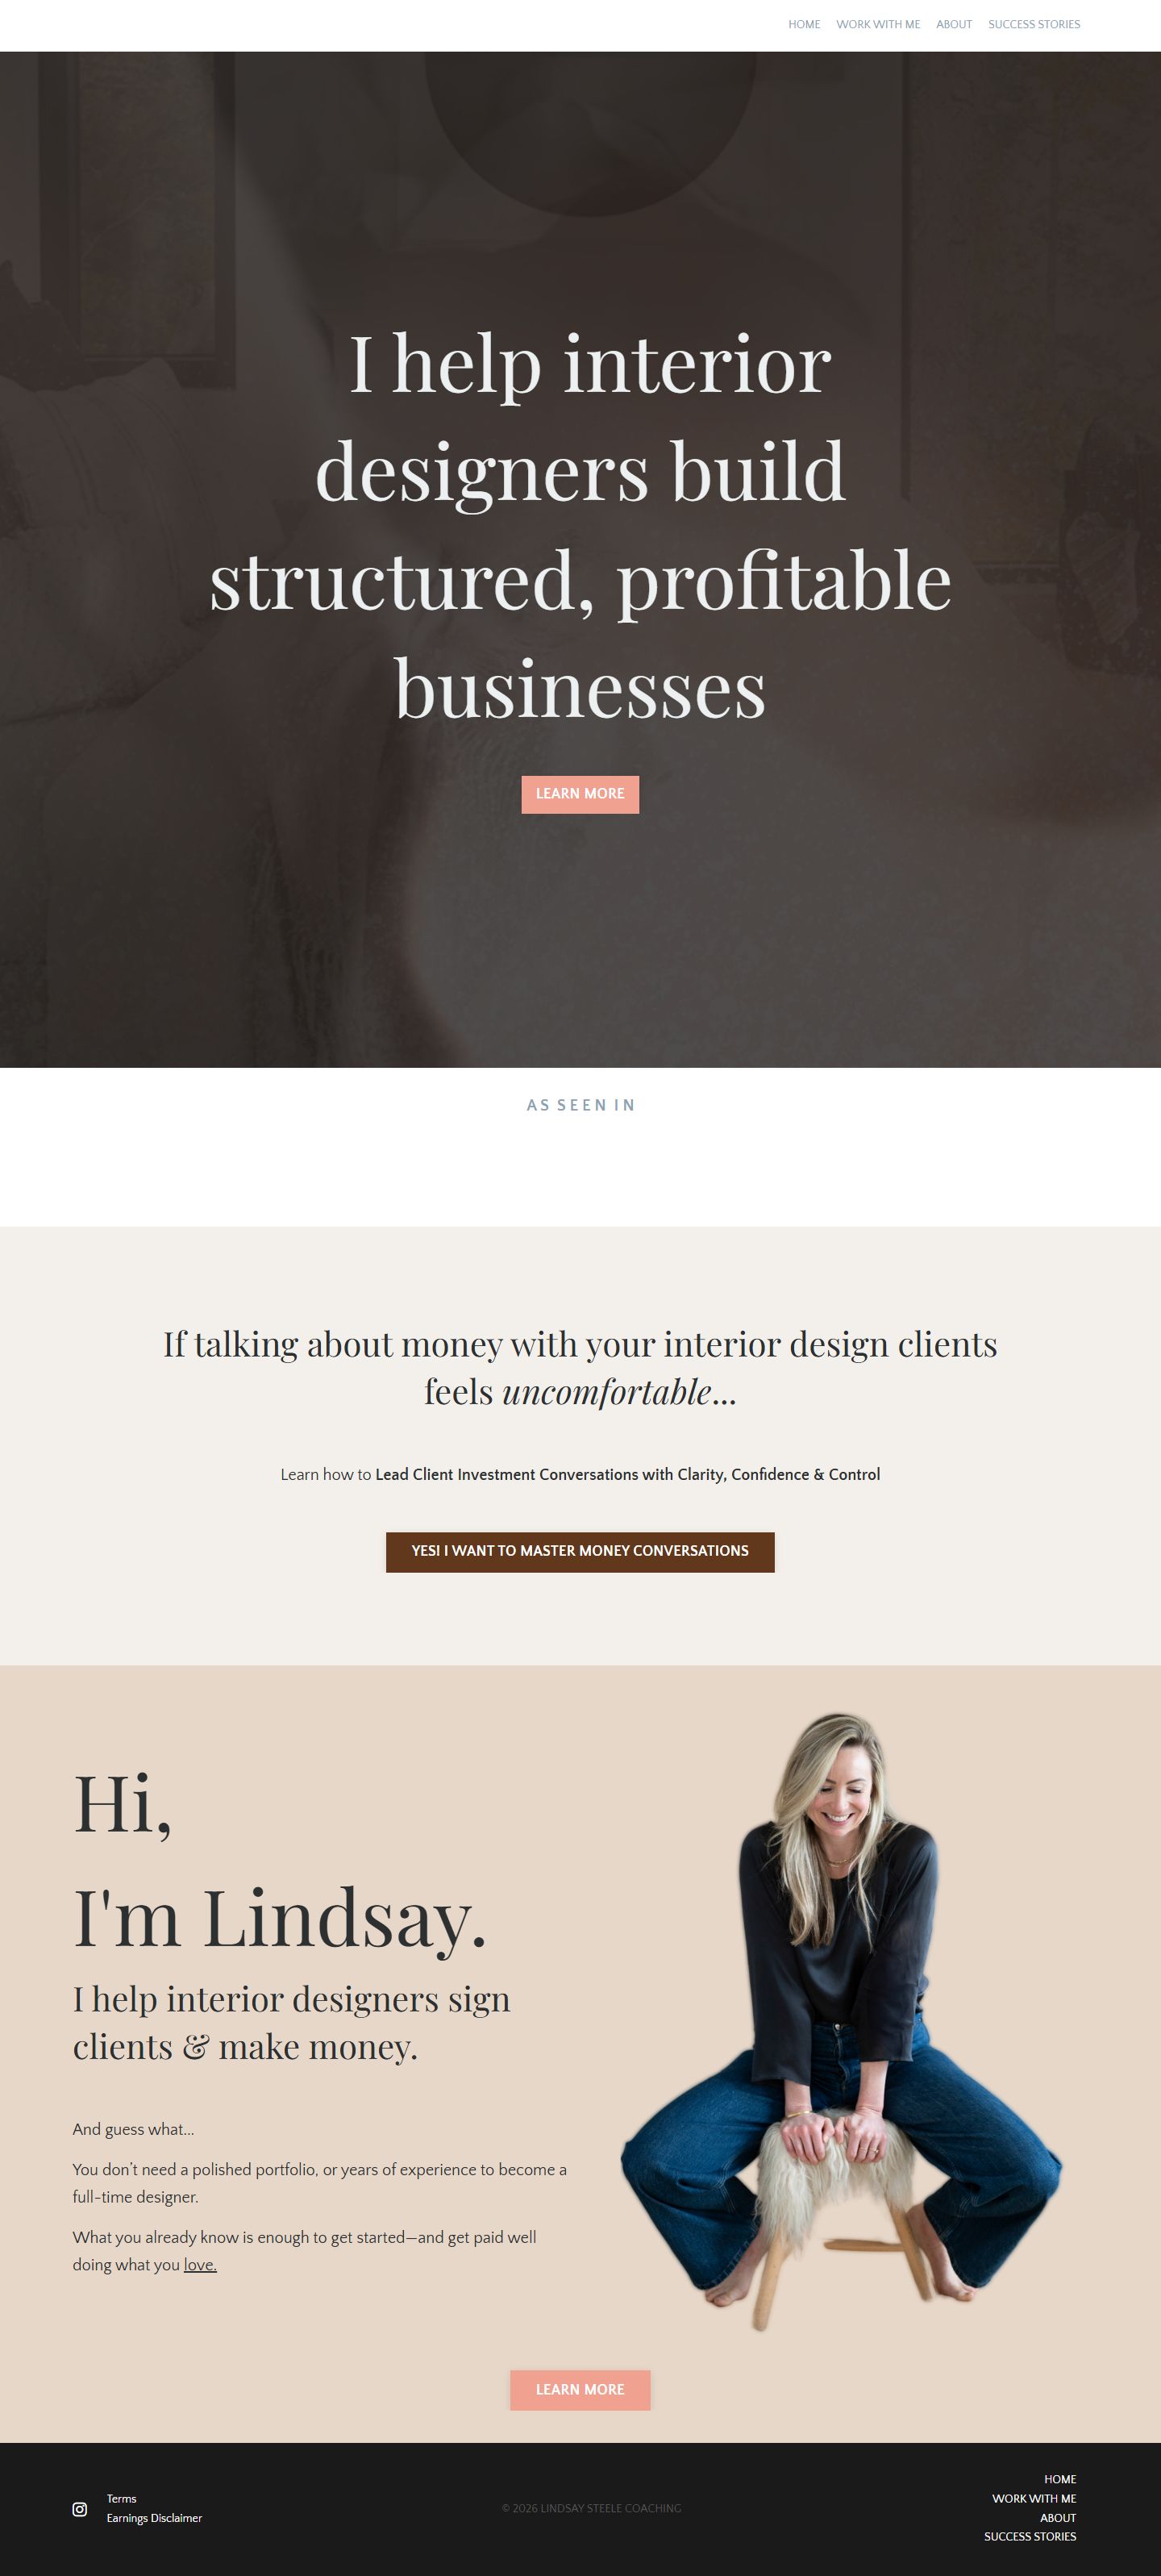 HOME WORK WITH ME ABOUT SUCCESS STORIES
I help interior
designers build
structured, profitable
businesses
LEARN MORE
AS SEEN IN
If talking about money with your interior design clients
feels uncomfortable...
Learn how to Lead Client Investment Conversations with Clarity, Confidence & Control
YES! I WANT TO MASTER MONEY CONVERSATIONS
Hi,
I'm Lindsay.
I help interior designers sign
clients & make money.
And guess what...
You don’t need a polished portfolio, or years of experience to become a
full-time designer.
What you already know is enough to get started—and get paid well
doing what you love.
LEARN MORE
Terms
Earnings Disclaimer
© 2026 LINDSAY STEELE COACHING
HOME
WORK WITH ME
ABOUT
SUCCESS STORIES